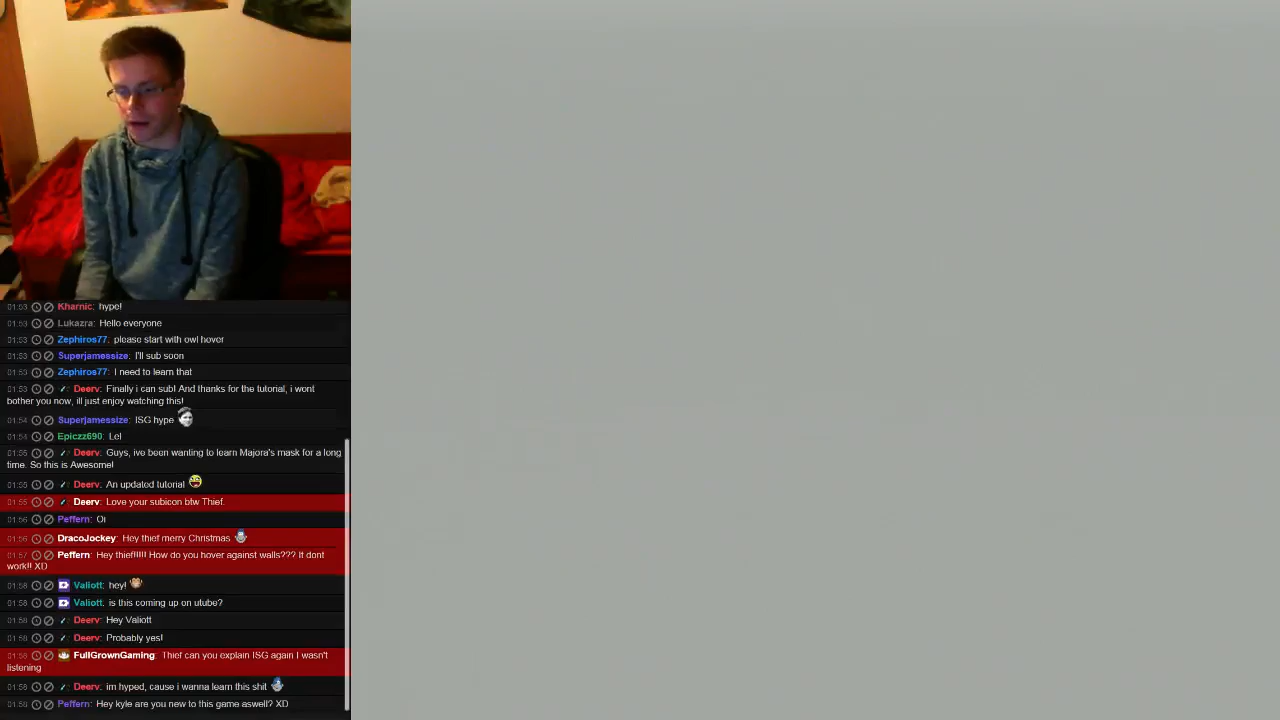 01:53 Kharnic: hype!
01:53 Lukazra: Hello everyone
01:53 Zephiros77: please start with owl hover
01:53 Superjamessize: I'll sub soon
01:53 Zephiros77: I need to learn that
01:53 Deerv: Finally i can sub! And thanks for the tutorial, i wont
bother you now, ill just enjoy watching this!
01:54 Superjamessize: ISG hype
01:54 Epiczz690: Lel
01:55 Deerv: Guys, ive been wanting to learn Majora's mask for a long
time. So this is Awesome!
01:55 Deerv: An updated tutorial
01:55 Deerv: Love your subicon btw Thief.
01:56 Peffern: Oi
01:56 DracoJockey: Hey thief merry Christmas
01:57 Peffern: Hey thief!!!!! How do you hover against walls??? It dont
work!! XD
01:58 Valiott: hey!
01:58 Valiott: is this coming up on utube?
01:58 Deerv: Hey Valiott
01:58 Deerv: Probably yes!
01:58 FullGrownGaming: Thief can you explain ISG again I wasn't
listening
01:58 Deerv: im hyped, cause i wanna learn this shit
01:58 Peffern: Hey kyle are you new to this game aswell? XD